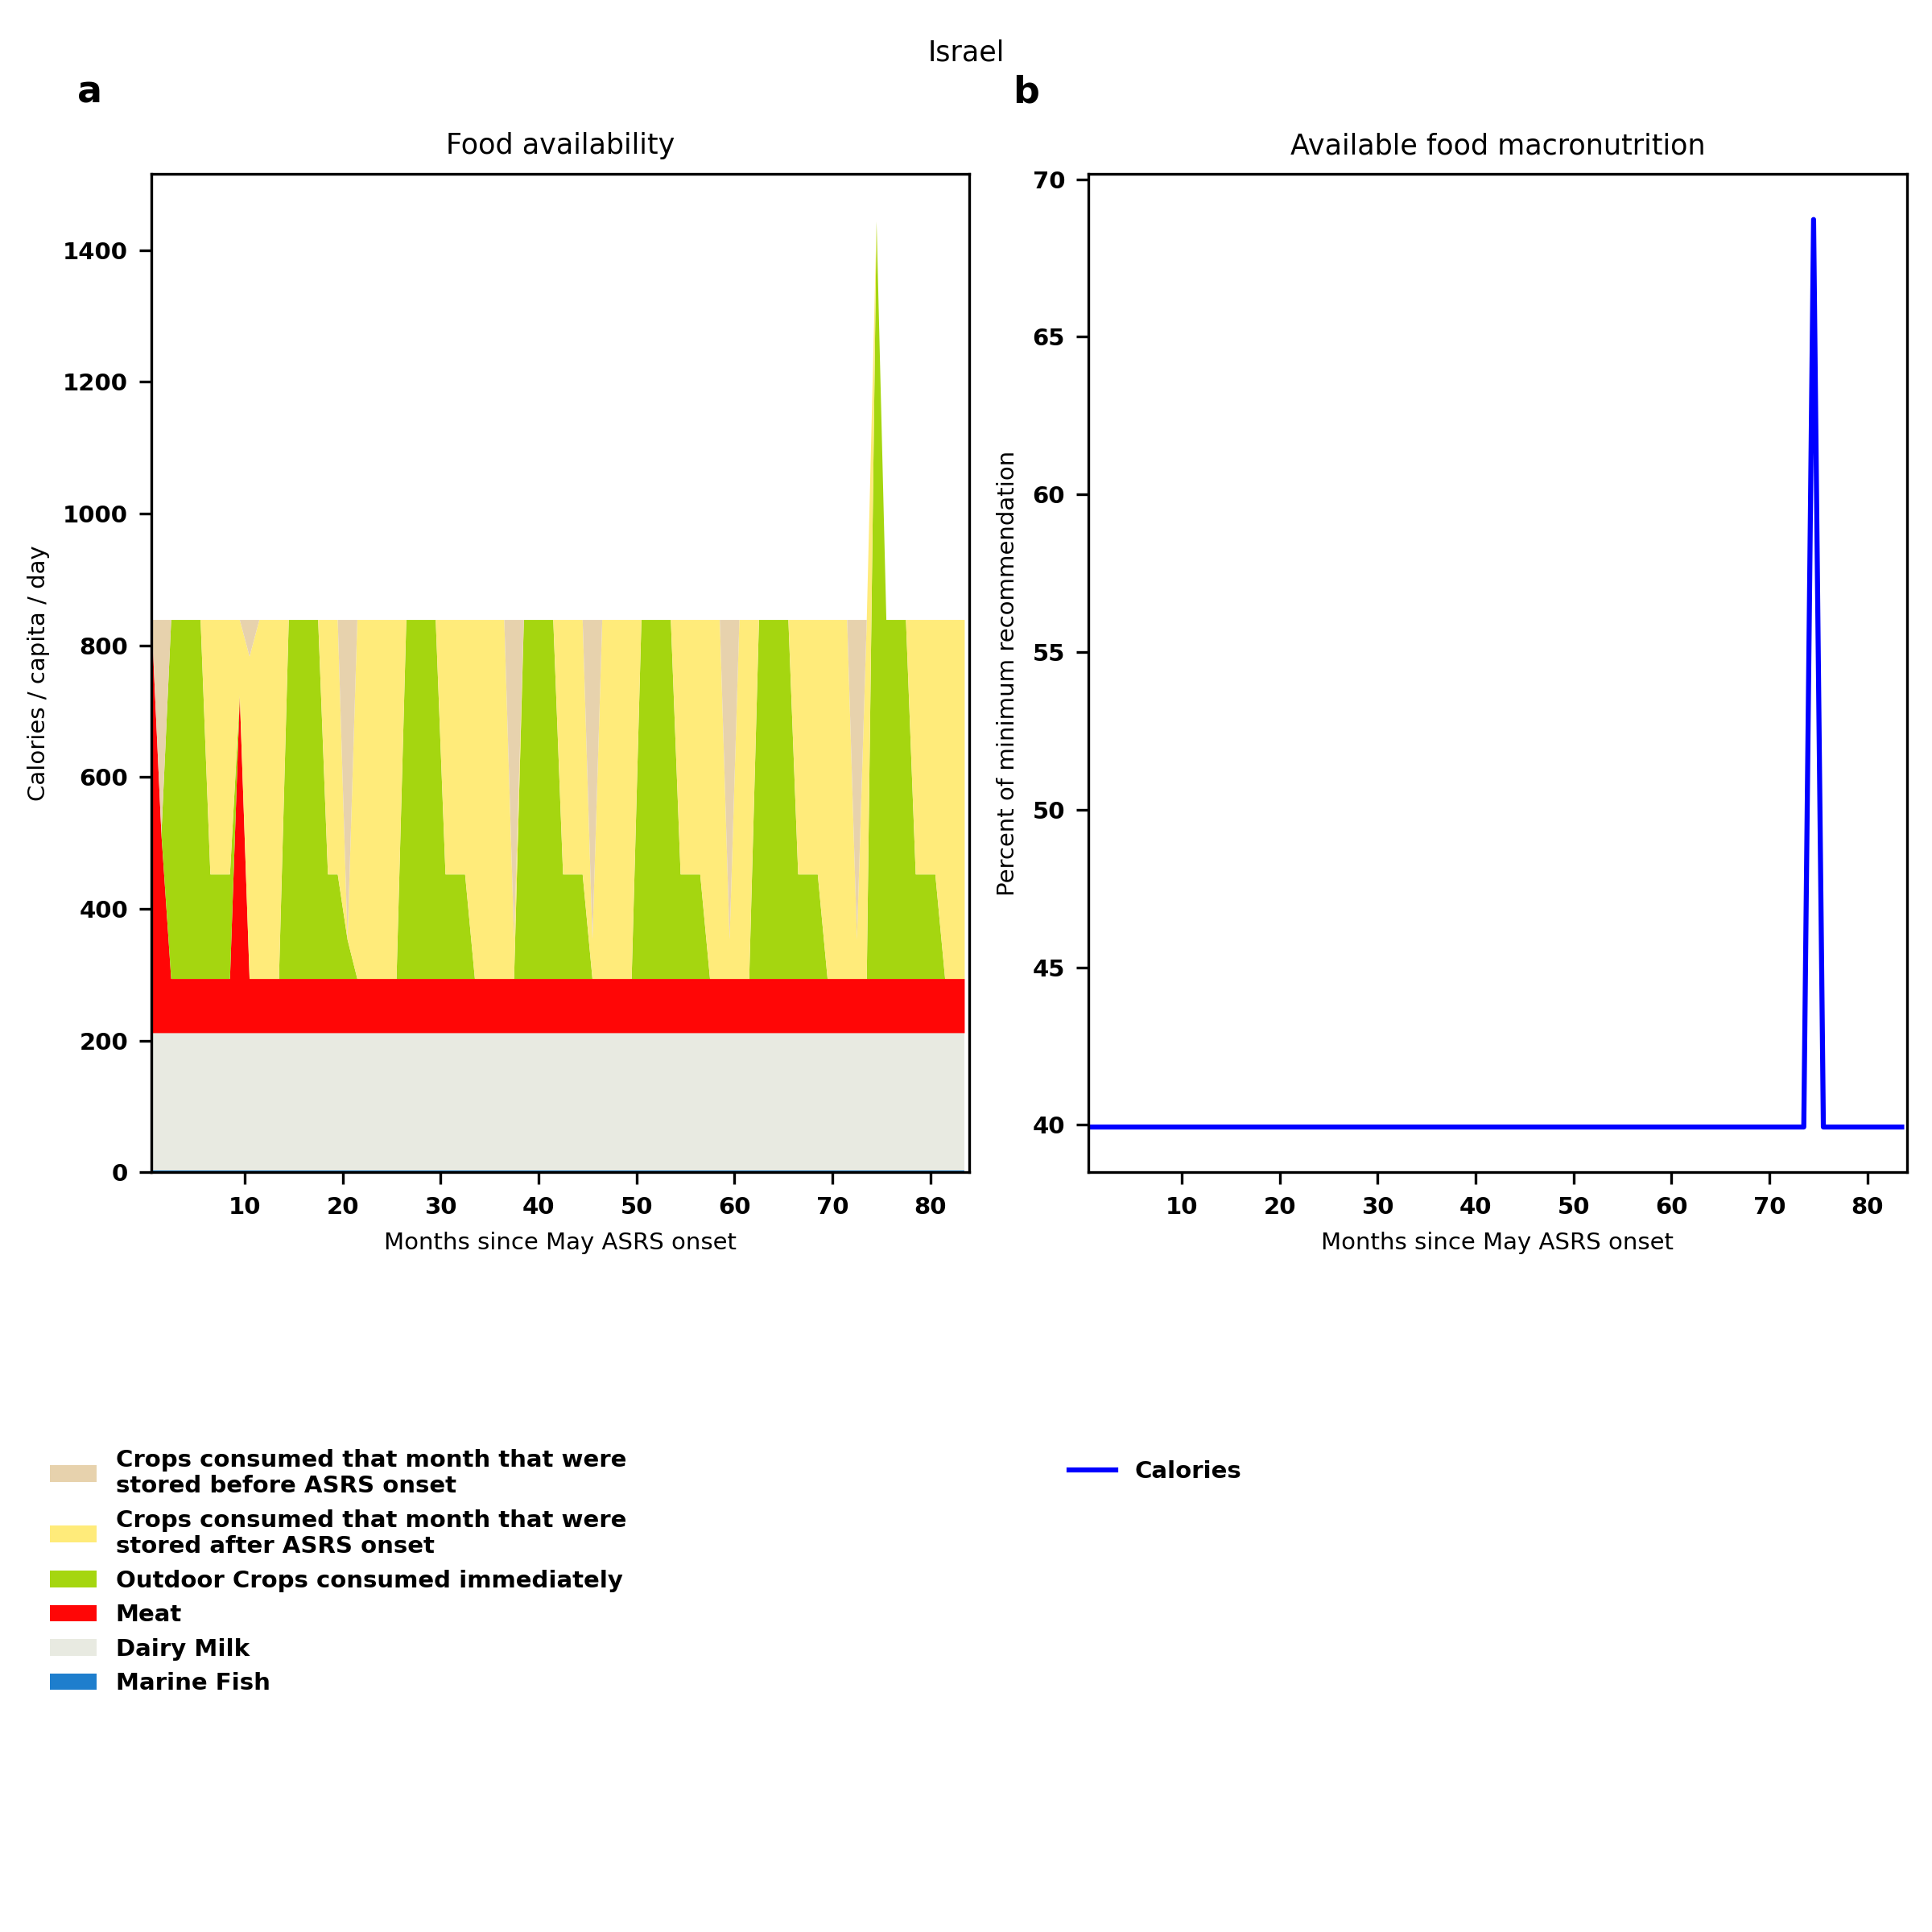 Israel
a
Food availability
Calories / capita / day
1400
1200
1000
800
600
400
200
0
10 20 30 40 50 60 70 80
Months since May ASRS onset
b
Available food macronutrition
Percent of minimum recommendation
70
65
60
55
50
45
40
10 20 30 40 50 60 70 80
Months since May ASRS onset
Crops consumed that month that were
stored before ASRS onset
Crops consumed that month that were
stored after ASRS onset
Outdoor Crops consumed immediately
Meat
Dairy Milk
Marine Fish
Calories